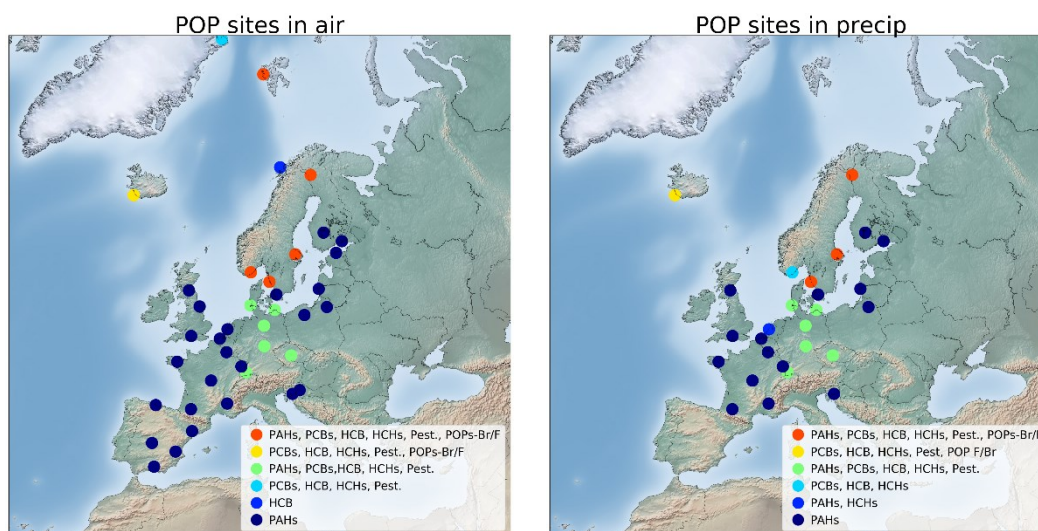 POP sites in air
PAHs, PCBs, HCB, HCHs, Pest., POPs-Br/F
PCBs, HCB, HCHs, Pest., POPs-Br/F
PAHs, PCBs,HCB, HCHs, Pest.
PCBs, HCB, HCHs, Pest.
HCB
PAHs
POP sites in precip
PAHs, PCBs, HCB, HCHs, Pest., POPs-Br/F
PCBs, HCB, HCHs, Pest, POP F/Br
PAHs, PCBs, HCB, HCHs, Pest.
PCBs, HCB, HCHs
PAHs, HCHs
PAHs